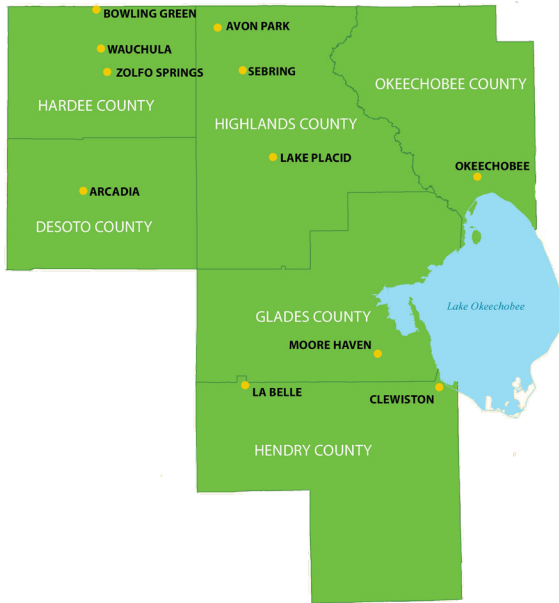 BOWLING GREEN
AVON PARK
WAUCHULA
ZOLFO SPRINGS
SEBRING
OKEECHOBEE COUNTY
HARDEE COUNTY
HIGHLANDS COUNTY
LAKE PLACID
OKEECHOBEE
ARCADIA
DESOTO COUNTY
Lake Okeechobee
GLADES COUNTY
MOORE HAVEN
LA BELLE
CLEWISTON
HENDRY COUNTY